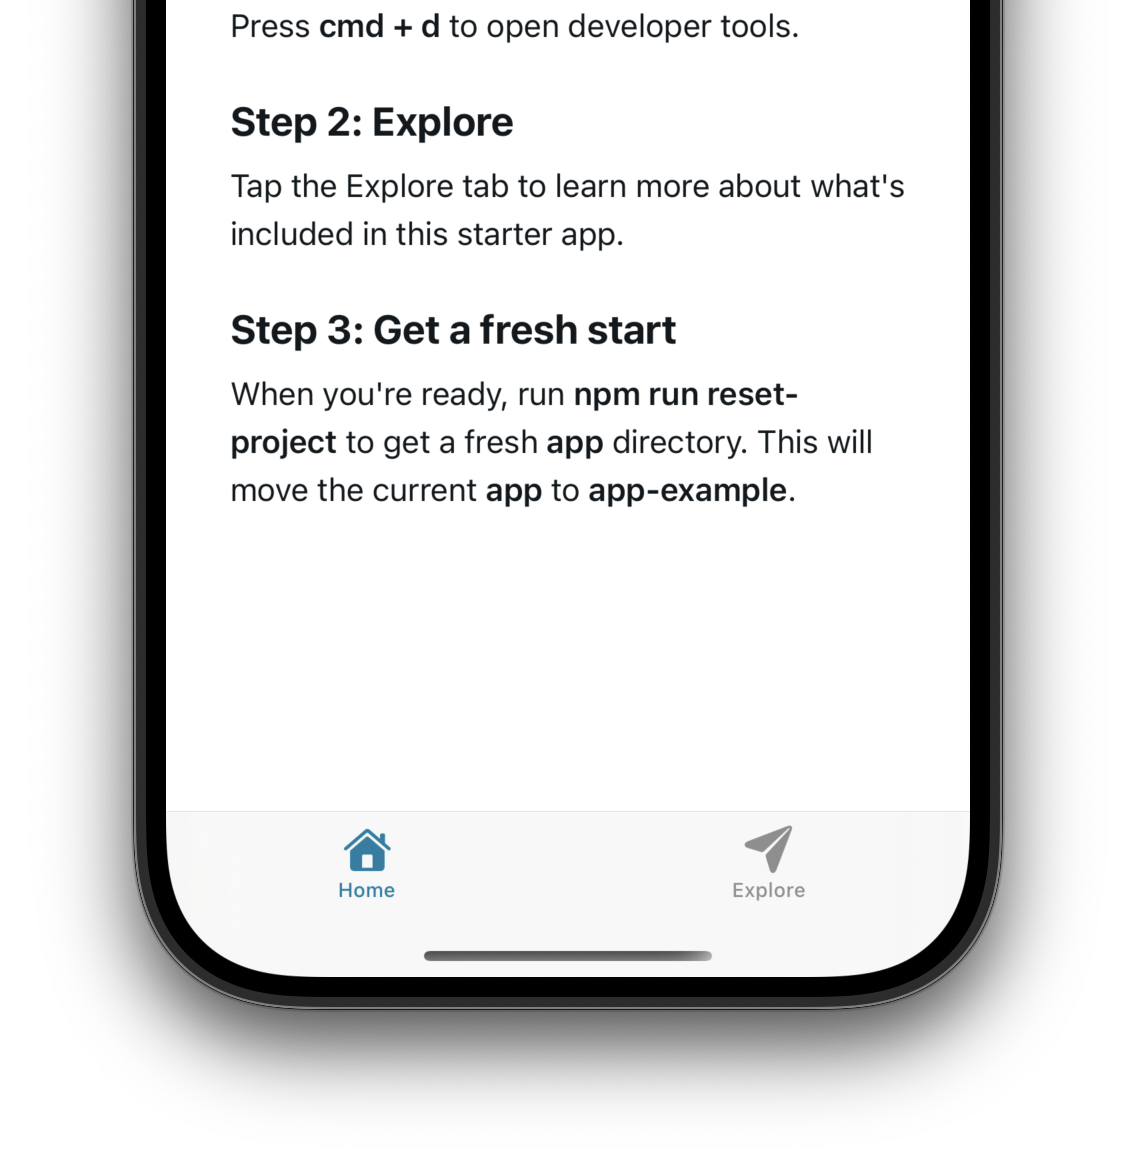 Press cmd + d to open developer tools.
Step 2: Explore
Tap the Explore tab to learn more about what's
included in this starter app.
Step 3: Get a fresh start
When you're ready, run npm run reset-
project to get a fresh app directory. This will
move the current app to app-example.
Home
Explore